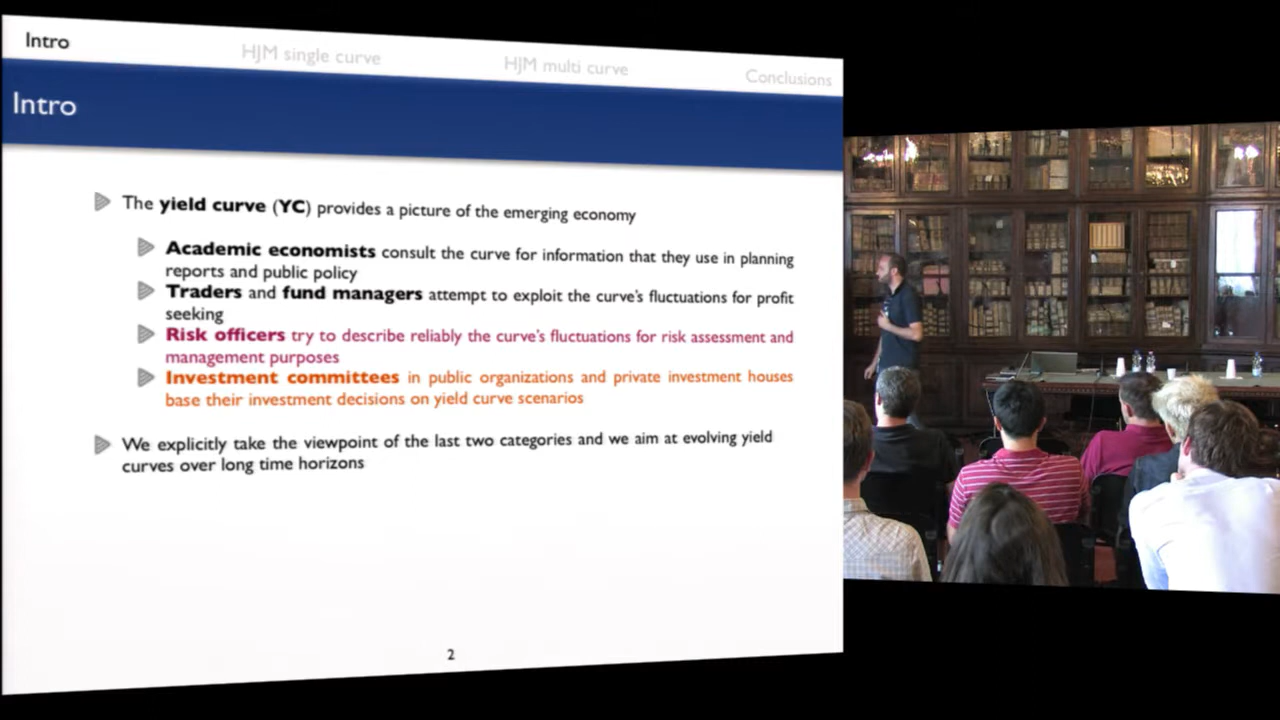 Intro
HJM single curve
HJM multi curve
Conclusions
Intro
The yield curve (YC) provides a picture of the emerging economy
Academic economists consult the curve for information that they use in planning
reports and public policy
Traders and fund managers attempt to exploit the curve's fluctuations for profit
seeking
Risk officers try to describe reliably the curve's fluctuations for risk assessment and
management purposes
Investment committees in public organizations and private investment houses
base their investment decisions on yield curve scenarios
We explicitly take the viewpoint of the last two categories and we aim at evolving yield
curves over long time horizons
2